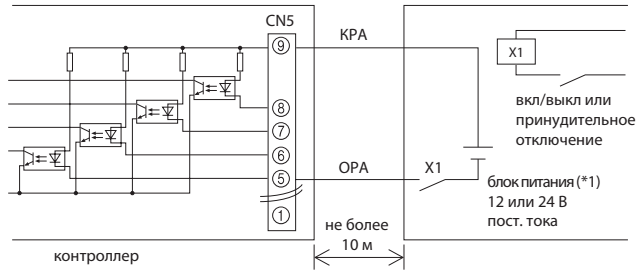 CN5
КРА
⑨
X1
вкл/выкл или
принудительное
отключение
⑧
⑦
⑥
ОРА
X1
⑤
блок питания (*1)
12 или 24 В
пост. тока
①
не более
10 м
контроллер